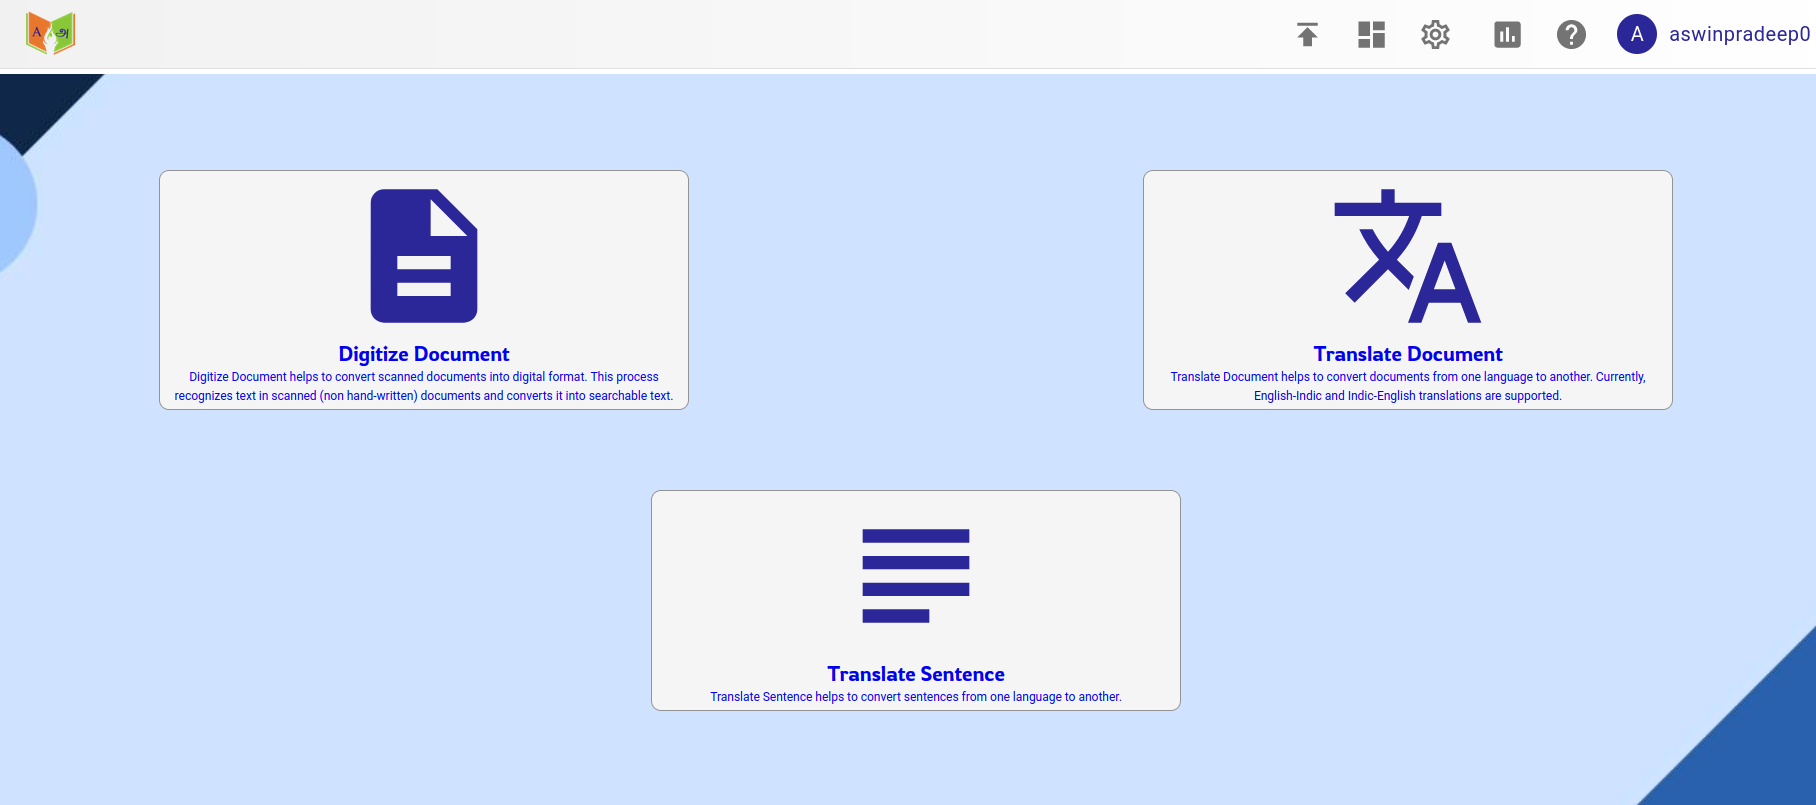 A அ
A aswinpradeep0
Digitize Document
Digitize Document helps to convert scanned documents into digital format. This process
recognizes text in scanned (non hand-written) documents and converts it into searchable text.
Translate Document
Translate Document helps to convert documents from one language to another. Currently,
English-Indic and Indic-English translations are supported.
Translate Sentence
Translate Sentence helps to convert sentences from one language to another.